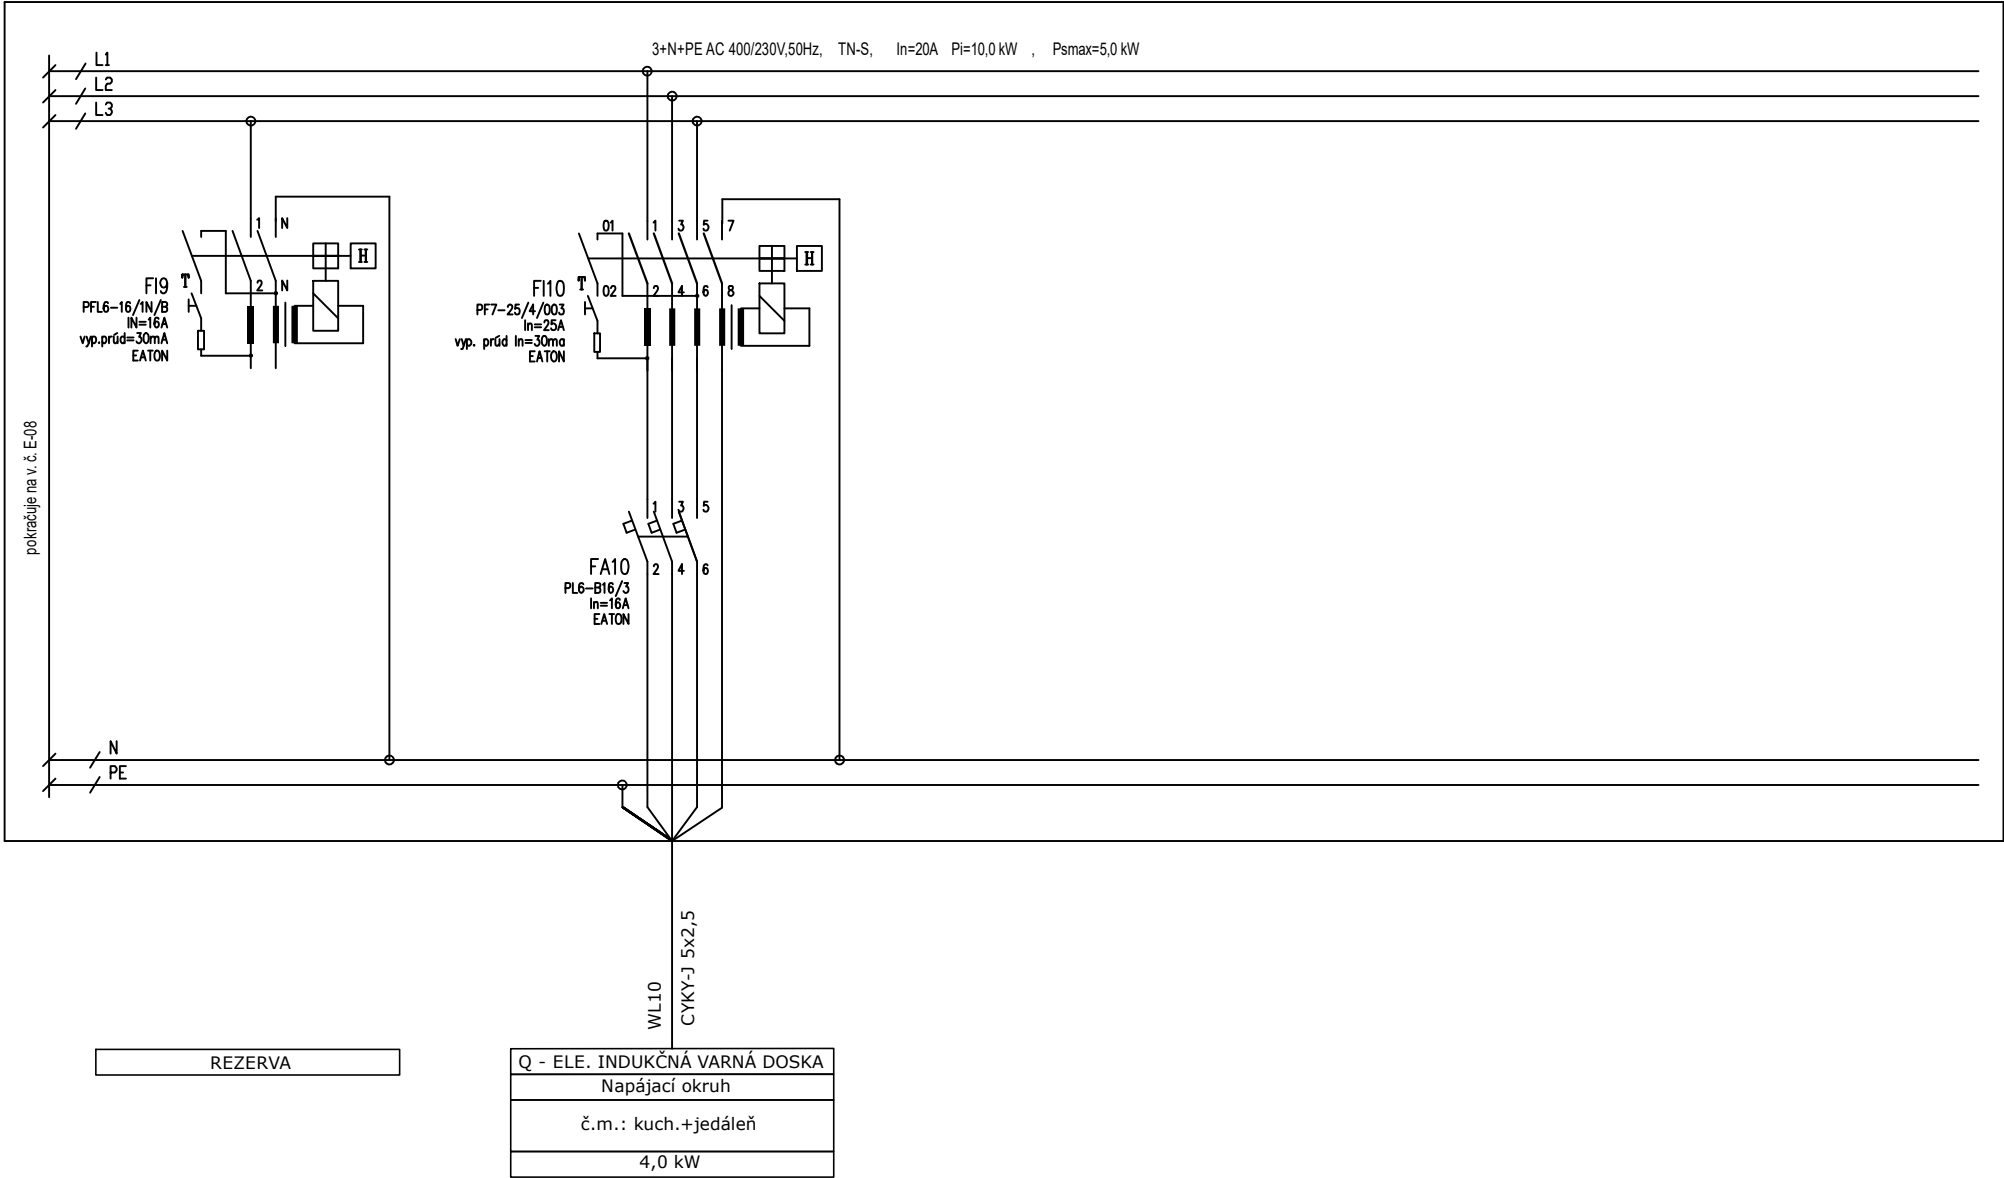 3+N+PE AC 400/230V,50Hz, TN-S, In=20A Pi=10,0 kW , Psmax=5,0 kW
L1
L2
L3
1 N
H
2 N
T
FI9
PFL6-16/1N/B
IN=16A
vyp.prúd=30mA
EATON
01 1 3 5 7
H
02 2 4 6 8
T
FI10
PF7-25/4/003
In=25A
vyp. prúd In=30ma
EATON
pokračuje na v. č. E-08
1 3 5
2 4 6
FA10
PL6-B16/3
In=16A
EATON
N
PE
WL10
CYKY-J 5x2,5
REZERVA
Q - ELE. INDUKČNÁ VARNÁ DOSKA
Napájací okruh
č.m.: kuch.+jedáleň
4,0 kW